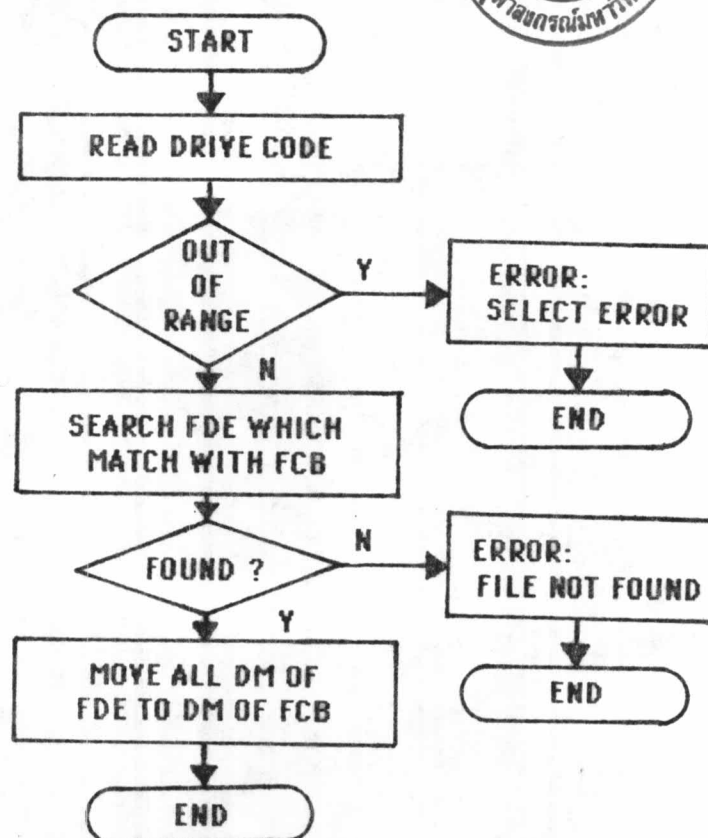 START
READ DRIVE CODE
OUT
OF
RANGE
Y
ERROR:
SELECT ERROR
END
N
SEARCH FDE WHICH
MATCH WITH FCB
FOUND ?
N
ERROR:
FILE NOT FOUND
END
Y
MOVE ALL DM OF
FDE TO DM OF FCB
END